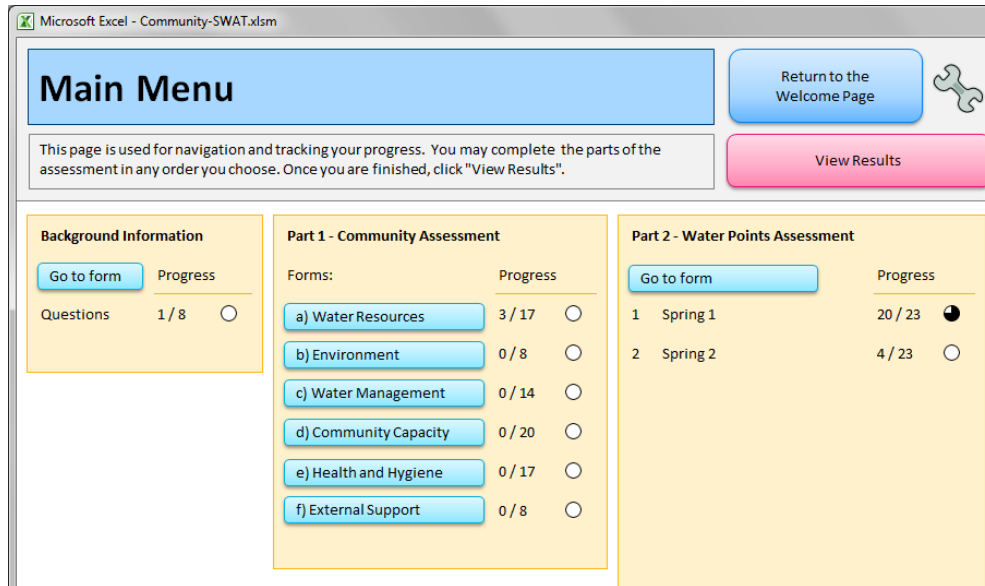 Microsoft Excel - Community-SWAT.xlsm
Main Menu
Return to the
Welcome Page
This page is used for navigation and tracking your progress. You may complete the parts of the
assessment in any order you choose. Once you are finished, click "View Results".
View Results
Background Information
Go to form Progress
Questions 1 / 8
Part 1 - Community Assessment
Forms: Progress
a) Water Resources 3 / 17
b) Environment 0 / 8
c) Water Management 0 / 14
d) Community Capacity 0 / 20
e) Health and Hygiene 0 / 17
f) External Support 0 / 8
Part 2 - Water Points Assessment
Go to form Progress
1 Spring 1 20 / 23
2 Spring 2 4 / 23